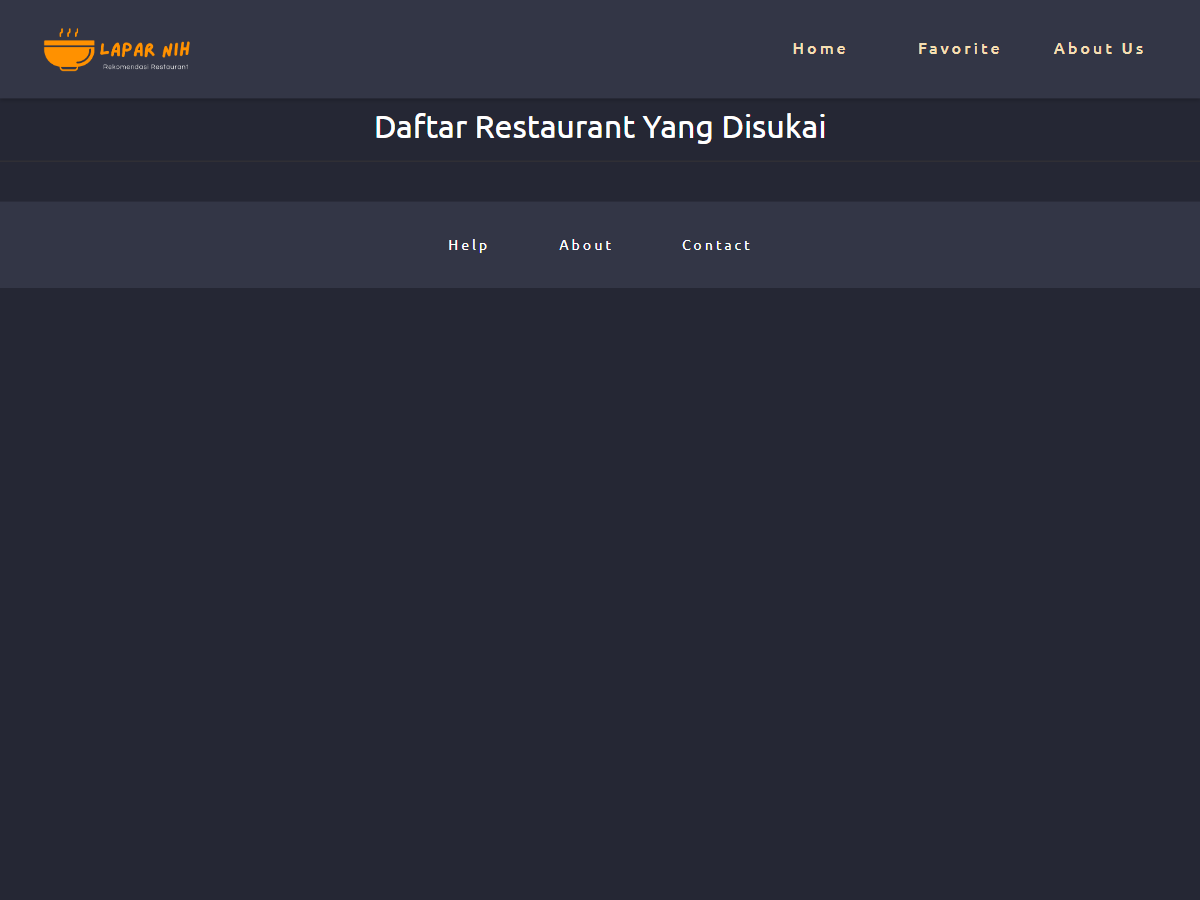 LAPAR NIH
Rekomendasi Restaurant
Home Favorite About Us
Daftar Restaurant Yang Disukai
Help About Contact